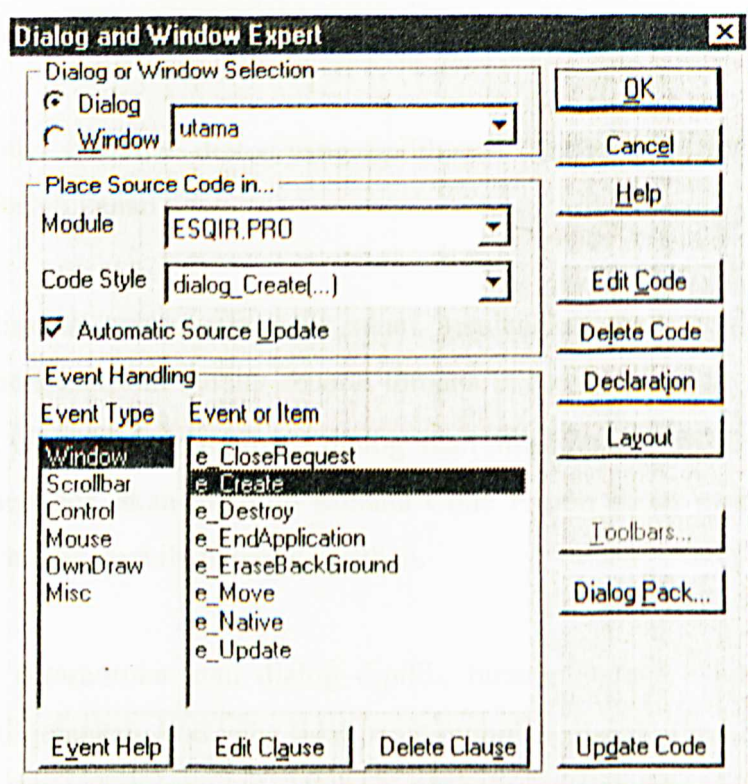 Dialog and Window Expert
Dialog or Window Selection
Dialog
Window
utama
Place Source Code in...
Module
ESQIR.PRO
Code Style
dialog_Create(...)
Automatic Source Update
Event Handling
Event Type
Event or Item
Window
Scrollbar
Control
Mouse
OwnDraw
Misc
e_CloseRequest
e_Create
e_Destroy
e_EndApplication
e_EraseBackGround
e_Move
e_Native
e_Update
Event Help
Edit Clause
Delete Clause
OK
Cancel
Help
Edit Code
Delete Code
Declaration
Layout
Toolbars...
Dialog Pack...
Update Code